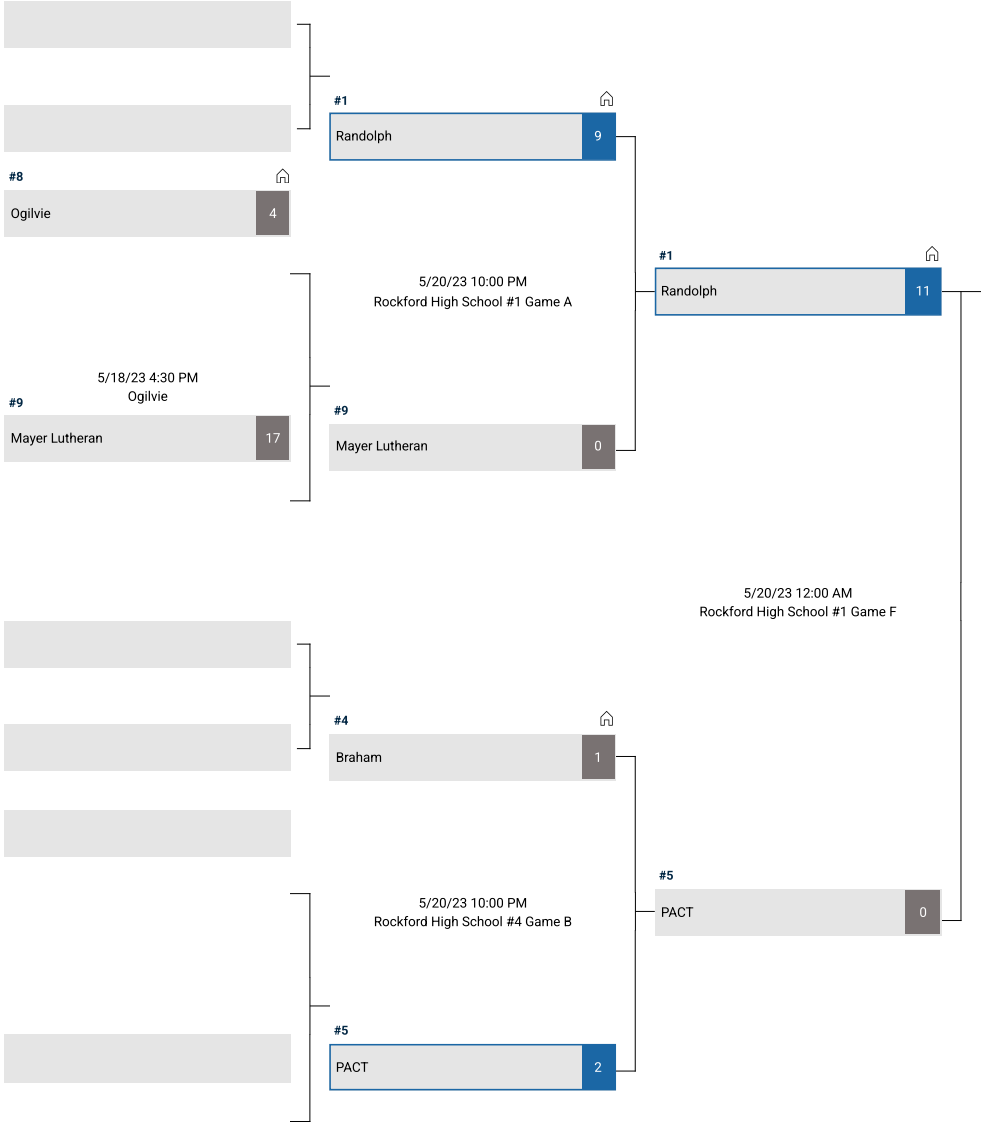 #1
Randolph
9
#8
Ogilvie
4
#1
Randolph
11
5/20/23 10:00 PM
Rockford High School #1 Game A
5/18/23 4:30 PM
Ogilvie
#9
Mayer Lutheran
17
#9
Mayer Lutheran
0
5/20/23 12:00 AM
Rockford High School #1 Game F
#4
Braham
1
#5
PACT
0
5/20/23 10:00 PM
Rockford High School #4 Game B
#5
PACT
2